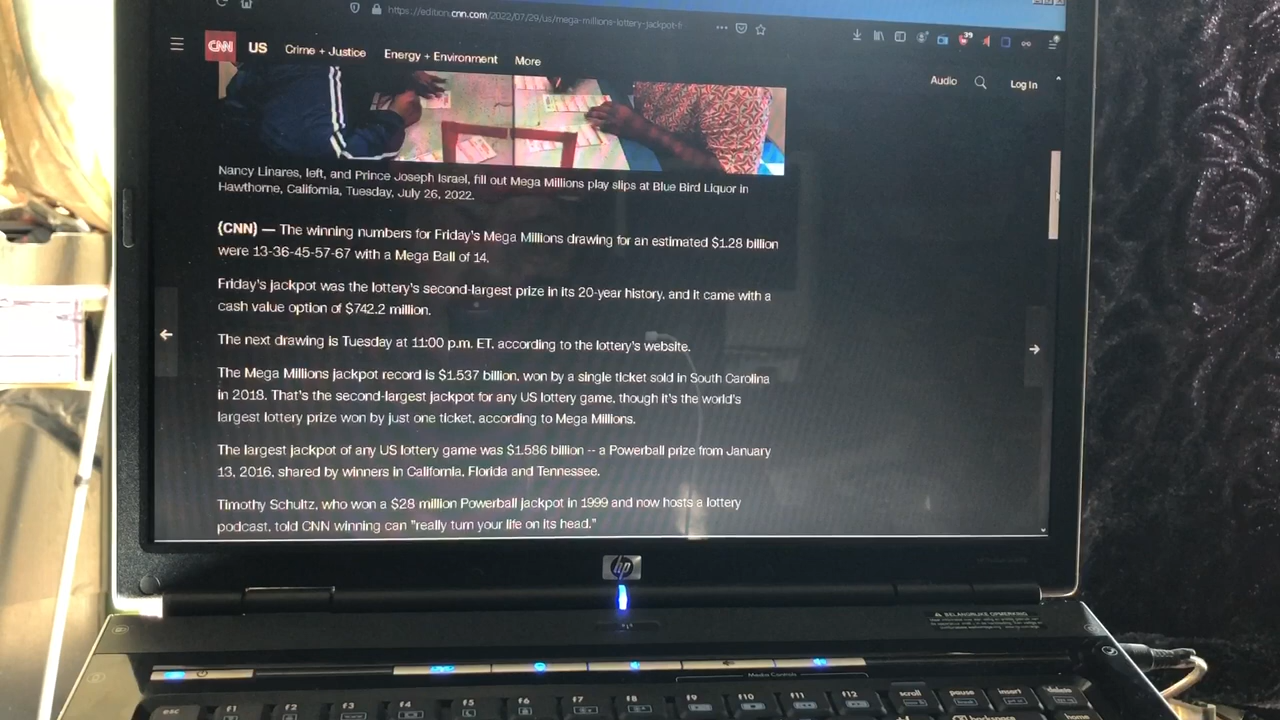 https://edition.cnn.com/2022/07/29/us/mega-millions-lottery-jackpot-f
39
CNN US Crime + Justice Energy + Environment More
Audio Log In
Nancy Linares, left, and Prince Joseph Israel, fill out Mega Millions play slips at Blue Bird Liquor in
Hawthorne, California, Tuesday, July 26, 2022.
(CNN) — The winning numbers for Friday's Mega Millions drawing for an estimated $1.28 billion
were 13-36-45-57-67 with a Mega Ball of 14.
Friday's jackpot was the lottery's second-largest prize in its 20-year history, and it came with a
cash value option of $742.2 million.
The next drawing is Tuesday at 11:00 p.m. ET, according to the lottery's website.
The Mega Millions jackpot record is $1.537 billion, won by a single ticket sold in South Carolina
in 2018. That's the second-largest jackpot for any US lottery game, though it's the world's
largest lottery prize won by just one ticket, according to Mega Millions.
The largest jackpot of any US lottery game was $1.586 billion -- a Powerball prize from January
13, 2016, shared by winners in California, Florida and Tennessee.
Timothy Schultz, who won a $28 million Powerball jackpot in 1999 and now hosts a lottery
podcast, told CNN winning can "really turn your life on its head."
hp
BELANGRIJKE OPMERKING
Media Controls
esc f1 f2 f3 f4 f5 f6 f7 f8 f9 f10 f11 f12 scroll pause insert delete
backspace home